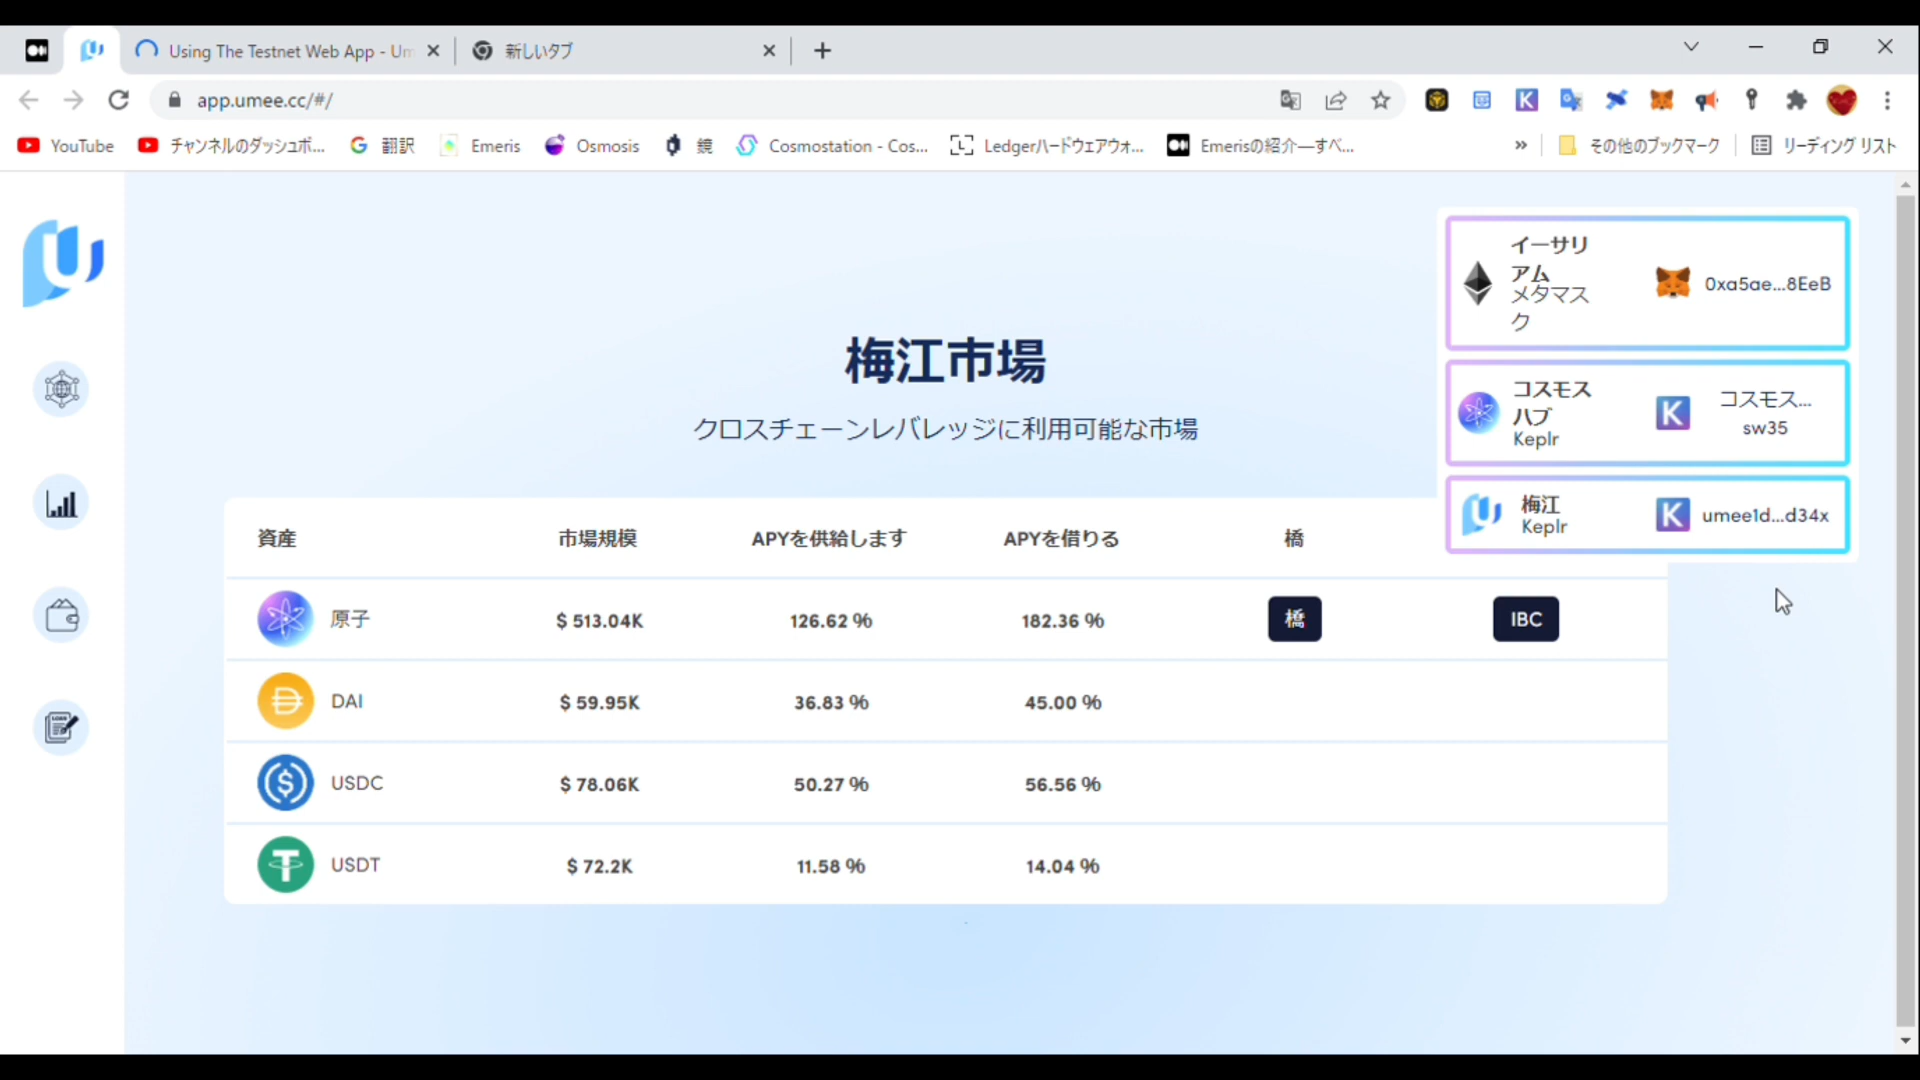 Using The Testnet Web App - Um
新しいタブ
app.umee.cc/#/
YouTube
チャンネルのダッシュボ...
翻訳
Emeris
Osmosis
鏡
Cosmostation - Cos...
Ledgerハードウェアウォ...
Emerisの紹介—すべ...
»
その他のブックマーク
リーディング リスト
イーサリ
アム
メタマス
ク
0xa5ae...8EeB
コスモス
ハブ
Keplr
コスモス...
sw35
梅江
Keplr
umee1d...d34x
梅江市場
クロスチェーンレバレッジに利用可能な市場
資産 市場規模 APYを供給します APYを借りる 橋
原子 $ 513.04K 126.62 % 182.36 % 橋 IBC
DAI $ 59.95K 36.83 % 45.00 %
USDC $ 78.06K 50.27 % 56.56 %
USDT $ 72.2K 11.58 % 14.04 %